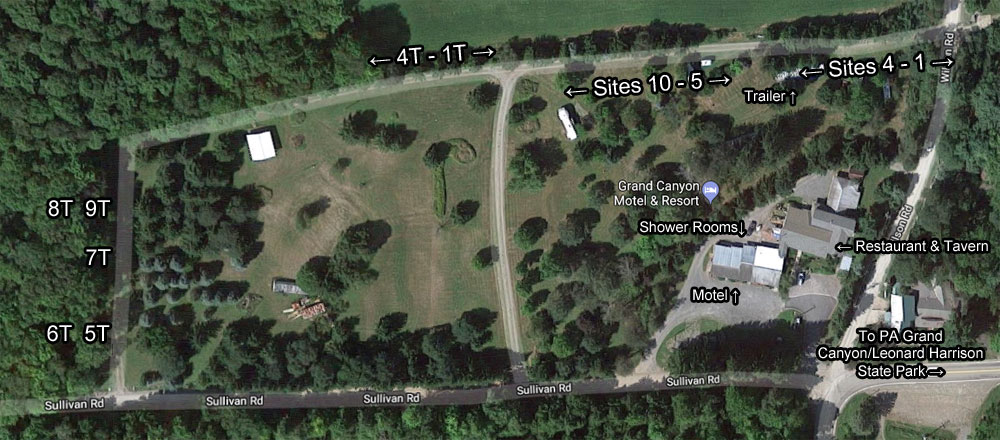 ← 4T - 1T →
← Sites 10 - 5 →
← Sites 4 - 1 →
Trailer ↑
8T 9T
7T
6T 5T
Grand Canyon
Motel & Resort
Shower Rooms↓
← Restaurant & Tavern
Motel ↑
To PA Grand
Canyon/Leonard Harrison
State Park→
Sullivan Rd
Sullivan Rd
Sullivan Rd
Sullivan Rd
Sullivan Rd